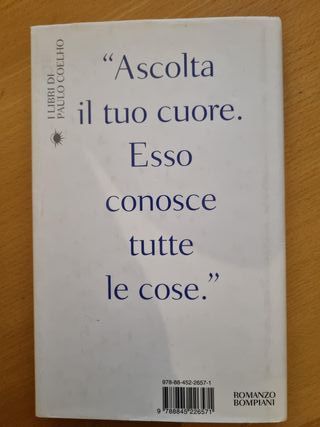 I LIBRI DI
PAULO COELHO
“Ascolta
il tuo cuore.
Esso
conosce
tutte
le cose.”
978-88-452-2657-1
9 788845 226571
ROMANZO
BOMPIANI